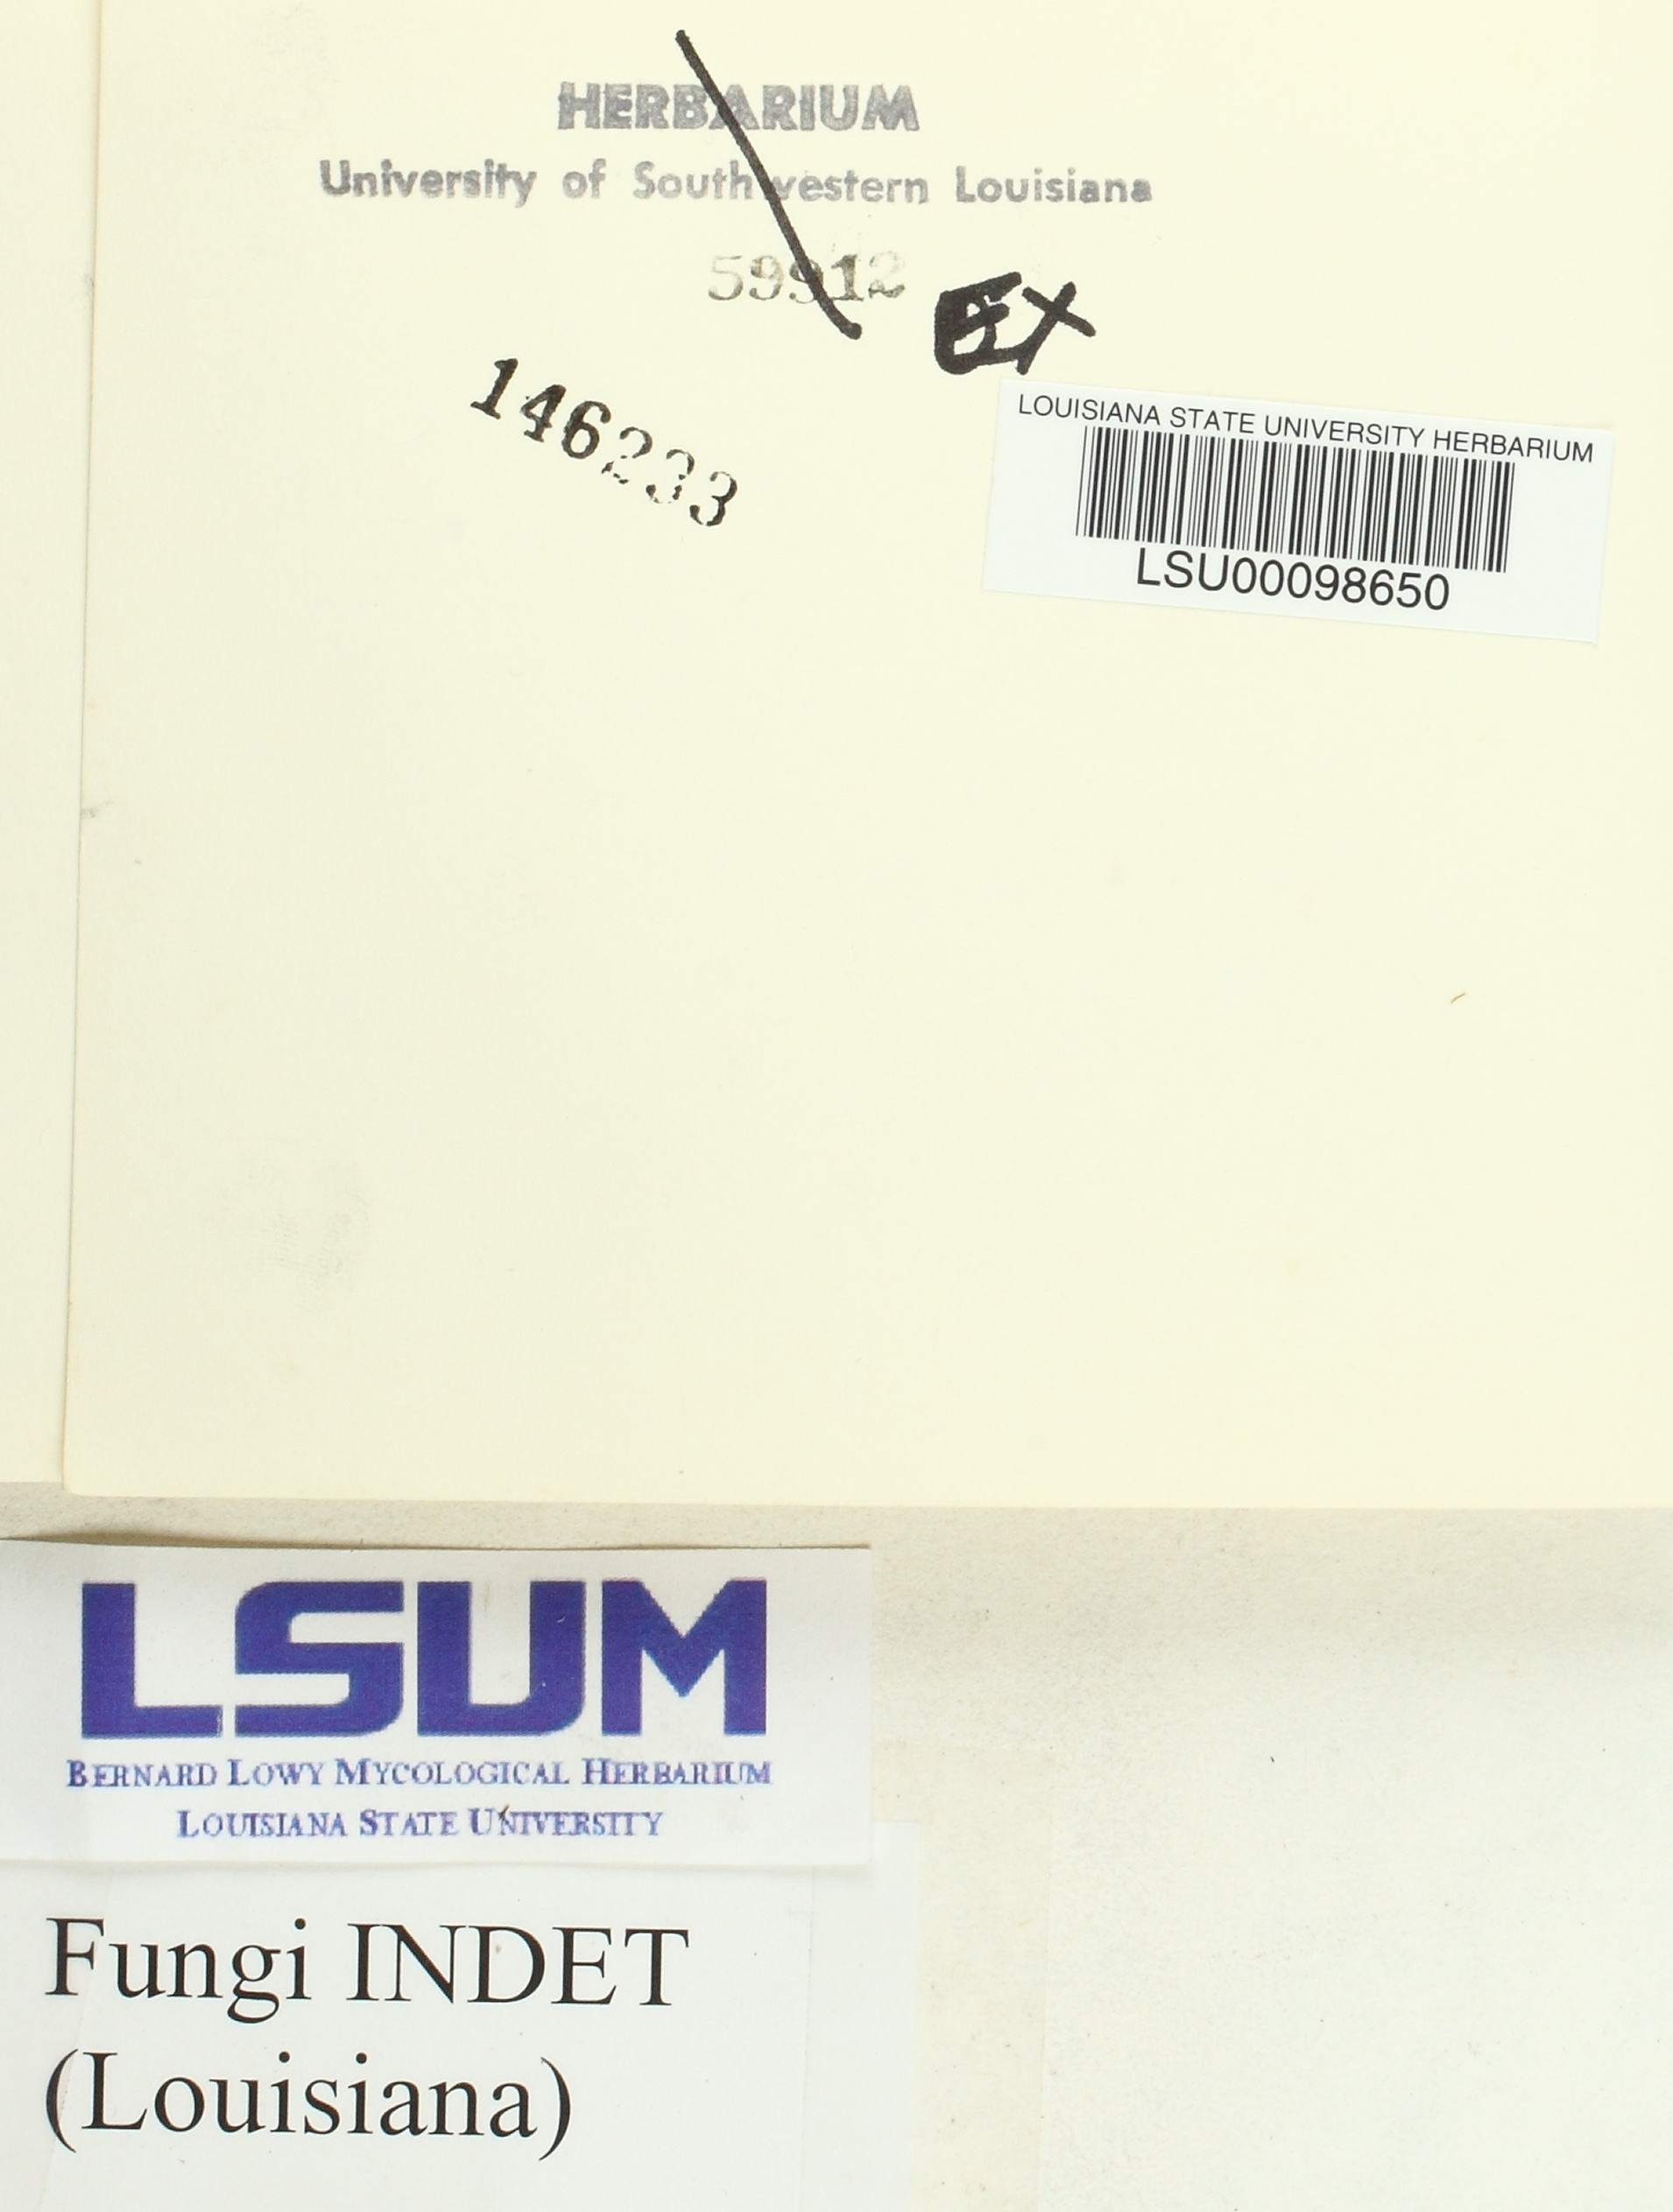 HERBARIUM
University of Southwestern Louisiana
59912
EX
146233
LOUISIANA STATE UNIVERSITY HERBARIUM
LSU00098650
LSUM
BERNARD LOWY MYCOLOGICAL HERBARIUM
LOUISIANA STATE UNIVERSITY
Fungi INDET
(Louisiana)